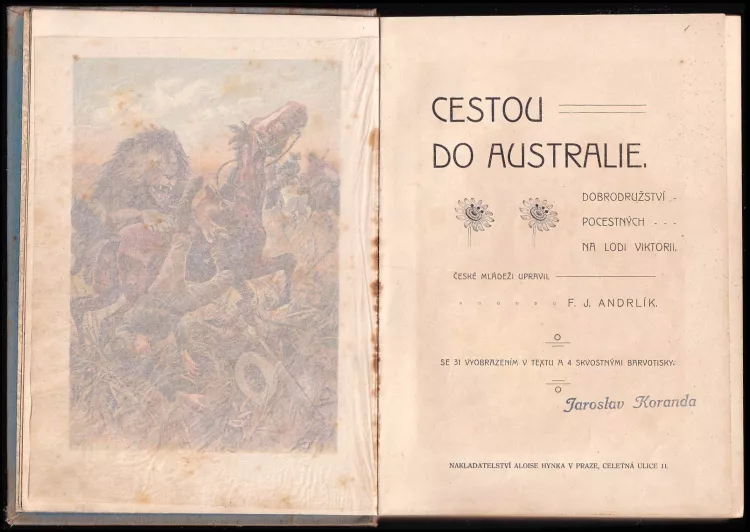 CESTOU
DO AUSTRALIE.
DOBRODRUŽSTVÍ -
POCESTNÝCH - - -
NA LODI VIKTORII.
ČESKÉ MLÁDEŽI UPRAVIL
F. J. ANDRLÍK.
SE 31 VYOBRAZENÍM V TEXTU A 4 SKVOSTNÝMI BARVOTISKY.
Jaroslav Koranda
NAKLADATELSTVÍ ALOISE HYNKA V PRAZE, CELETNÁ ULICE 11.